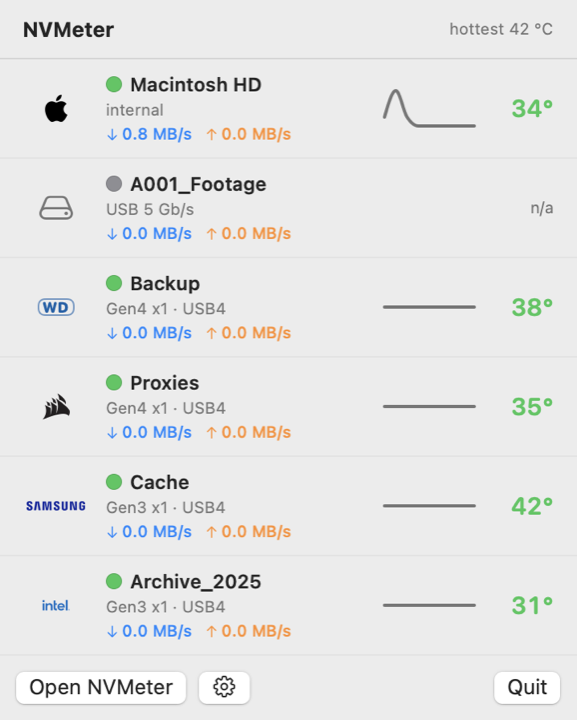 NVMeter
hottest 42 °C
Macintosh HD
internal
↓ 0.8 MB/s ↑ 0.0 MB/s
34°
A001_Footage
USB 5 Gb/s
↓ 0.0 MB/s ↑ 0.0 MB/s
n/a
WD
Backup
Gen4 x1 · USB4
↓ 0.0 MB/s ↑ 0.0 MB/s
38°
Proxies
Gen4 x1 · USB4
↓ 0.0 MB/s ↑ 0.0 MB/s
35°
SAMSUNG
Cache
Gen3 x1 · USB4
↓ 0.0 MB/s ↑ 0.0 MB/s
42°
intel
Archive_2025
Gen3 x1 · USB4
↓ 0.0 MB/s ↑ 0.0 MB/s
31°
Open NVMeter
Quit